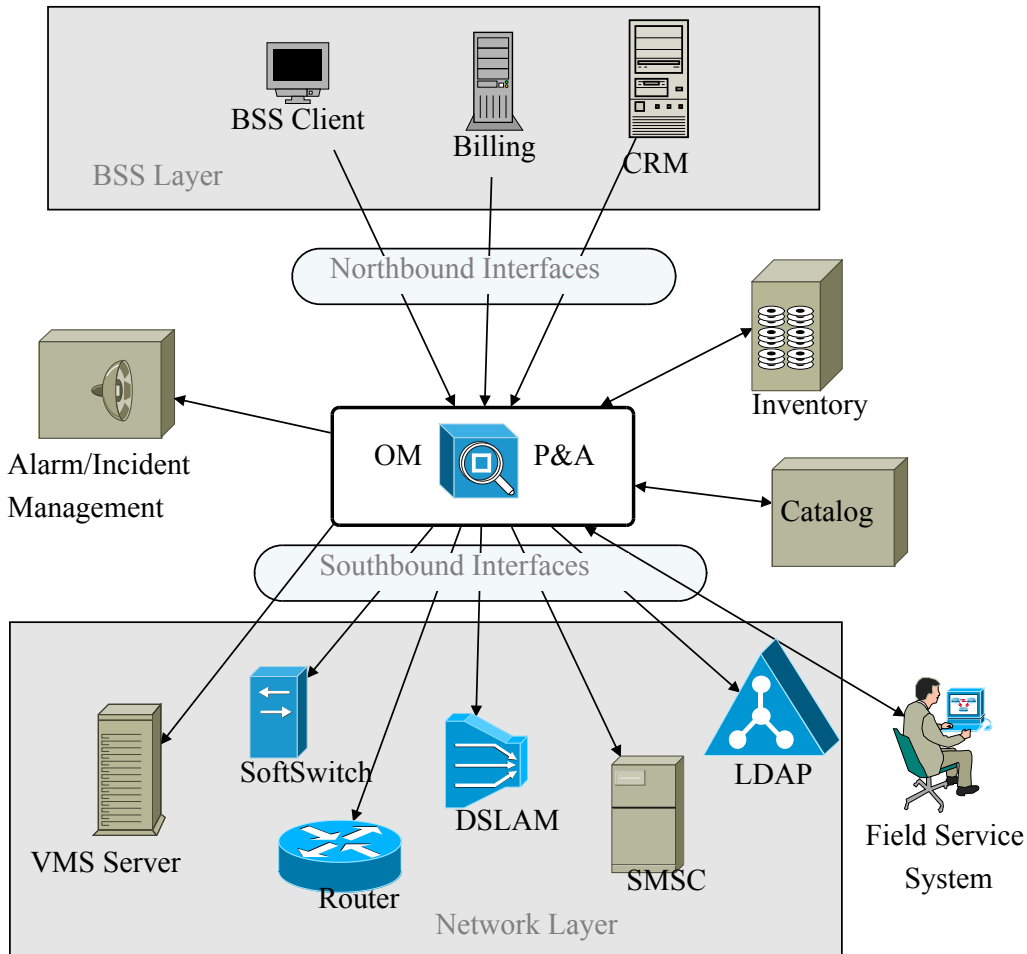 BSS Client
Billing
CRM
BSS Layer
Northbound Interfaces
Inventory
Alarm/Incident
Management
OM
P&A
Catalog
Southbound Interfaces
SoftSwitch
DSLAM
LDAP
VMS Server
Router
SMSC
Field Service
System
Network Layer